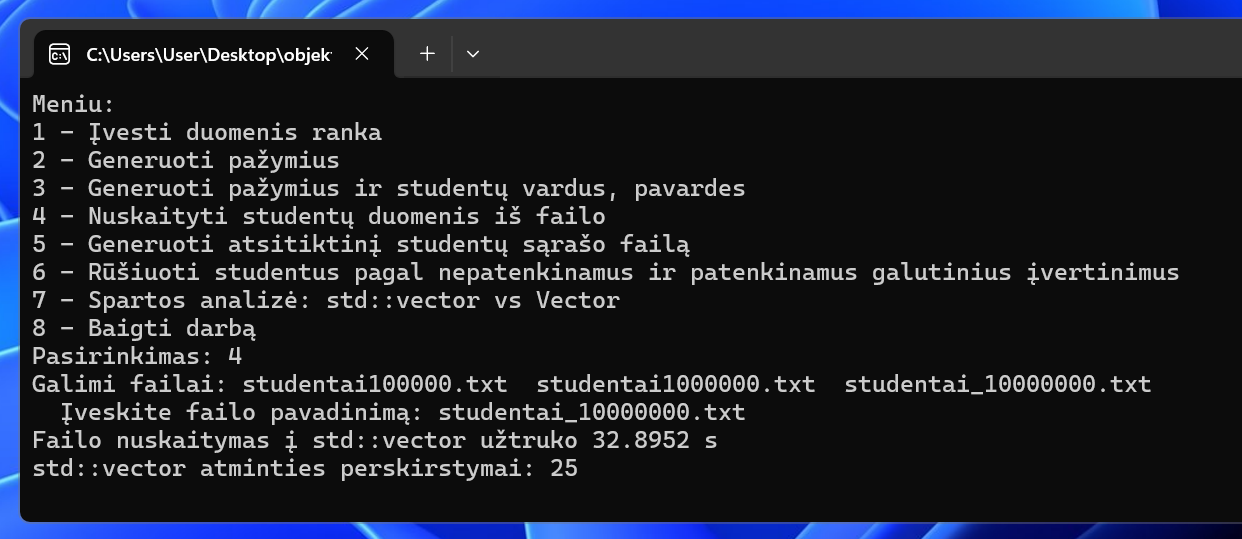 C:\Users\User\Desktop\objek
Meniu:
1 - Įvesti duomenis ranka
2 - Generuoti pažymius
3 - Generuoti pažymius ir studentų vardus, pavardes
4 - Nuskaityti studentų duomenis iš failo
5 - Generuoti atsitiktinį studentų sąrašo failą
6 - Rūšiuoti studentus pagal nepatenkinamus ir patenkinamus galutinius įvertinimus
7 - Spartos analizė: std::vector vs Vector
8 - Baigti darbą
Pasirinkimas: 4
Galimi failai: studentai100000.txt  studentai1000000.txt  studentai_10000000.txt
  Įveskite failo pavadinimą: studentai_10000000.txt
Failo nuskaitymas į std::vector užtruko 32.8952 s
std::vector atminties perskirstymai: 25